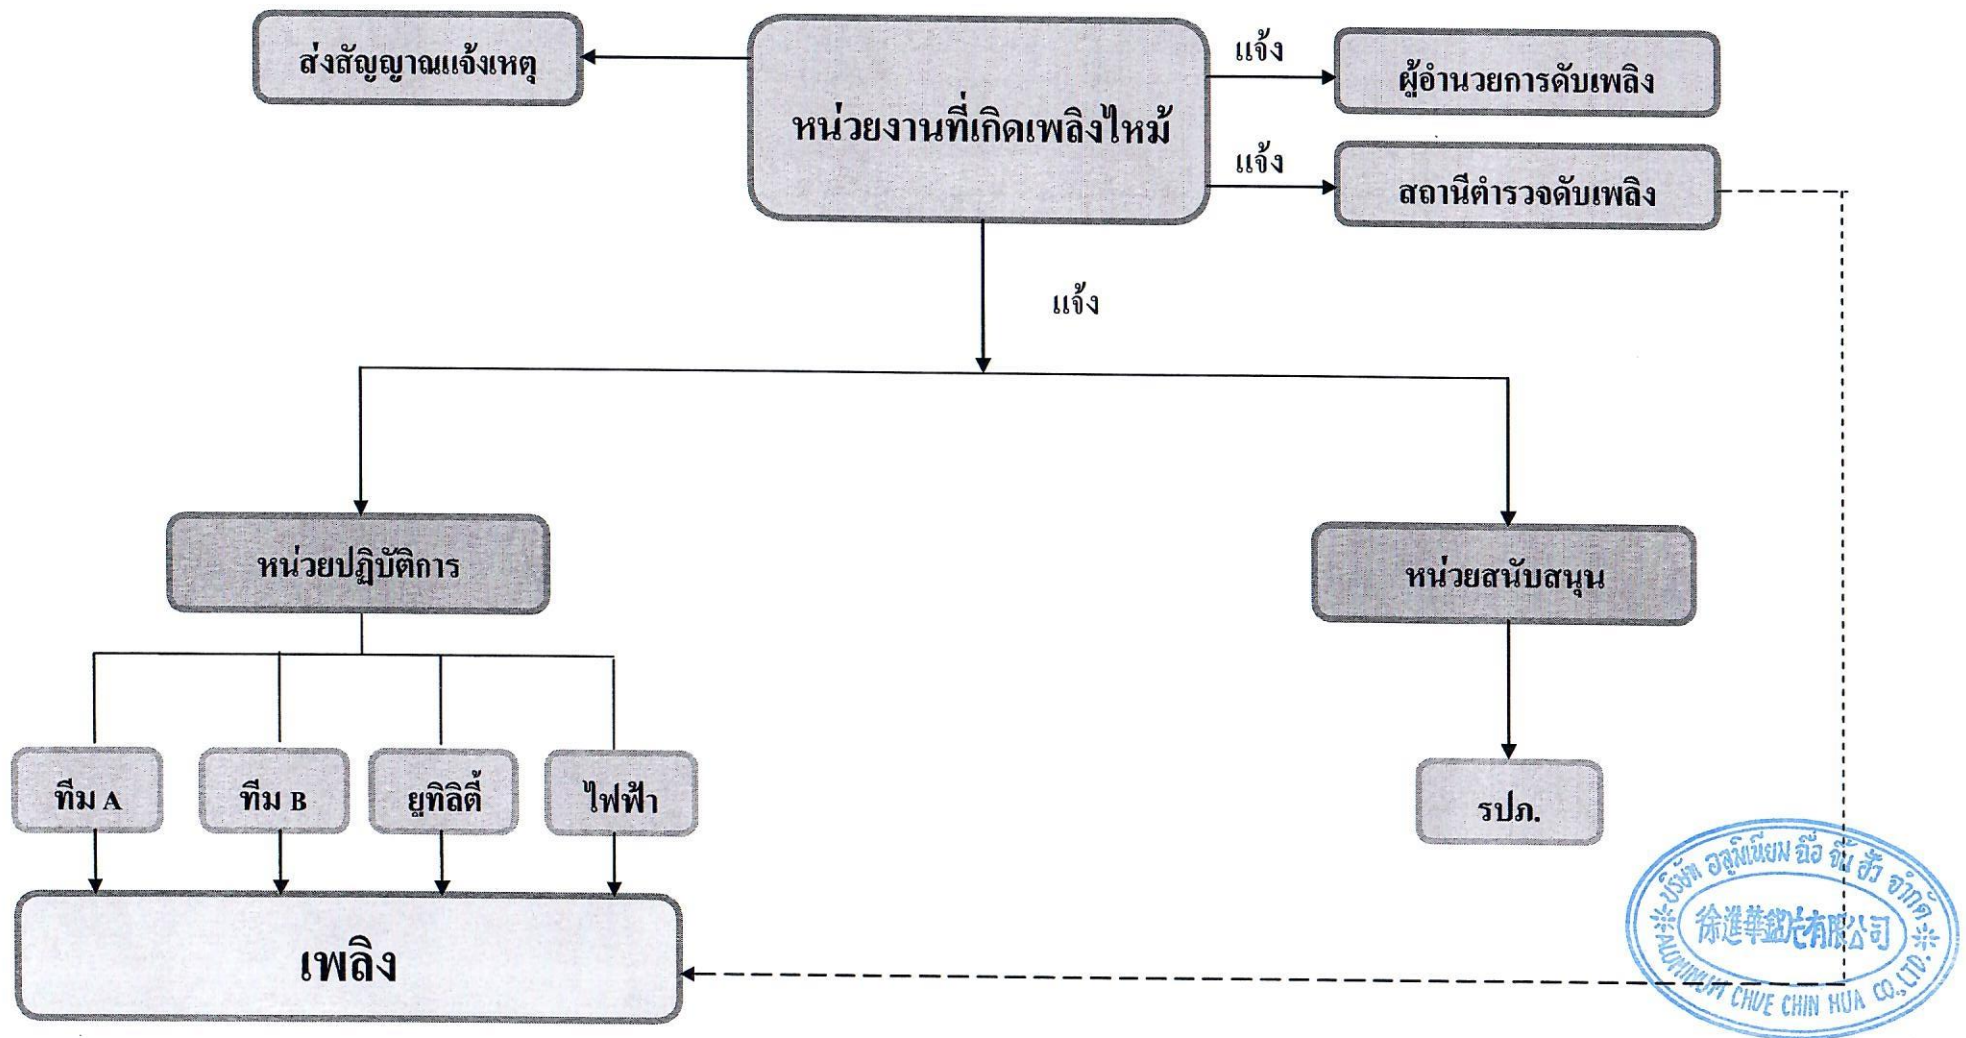 ส่งสัญญาณแจ้งเหตุ
หน่วยงานที่เกิดเพลิงไหม้
แจ้ง
ผู้อำนวยการดับเพลิง
แจ้ง
สถานีตำรวจดับเพลิง
แจ้ง
หน่วยปฏิบัติการ
หน่วยสนับสนุน
ทีม A
ทีม B
ยูทิลิตี้
ไฟฟ้า
รปภ.
เพลิง
บริษัท อลูมิเนียม ฉื่อ จิ้น ฮั้ว จำกัด
徐進華鋁片有限公司
ALUMINUM CHUE CHIN HUA CO.,LTD.